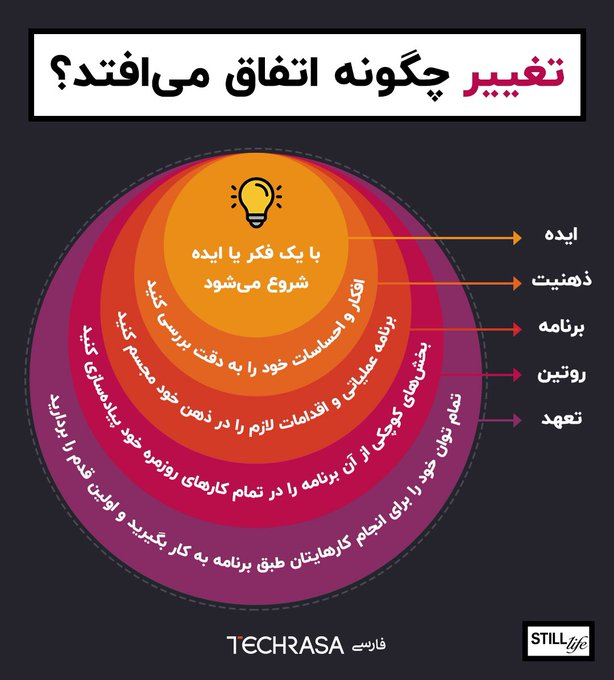 تغییر چگونه اتفاق می‌افتد؟
با یک فکر یا ایده
شروع می‌شود
افکار و احساسات خود را به دقت بررسی کنید
برنامه عملیاتی و اقدامات لازم را در ذهن خود مجسم کنید
بخش‌های کوچکی از آن برنامه را در تمام کارهای روزمره خود پیاده‌سازی کنید
تمام توان خود را برای انجام کارهایتان طبق برنامه به کار بگیرید و اولین قدم را بردارید
ایده
ذهنیت
برنامه
روتین
تعهد
TECHRASA فارسی
STILL life